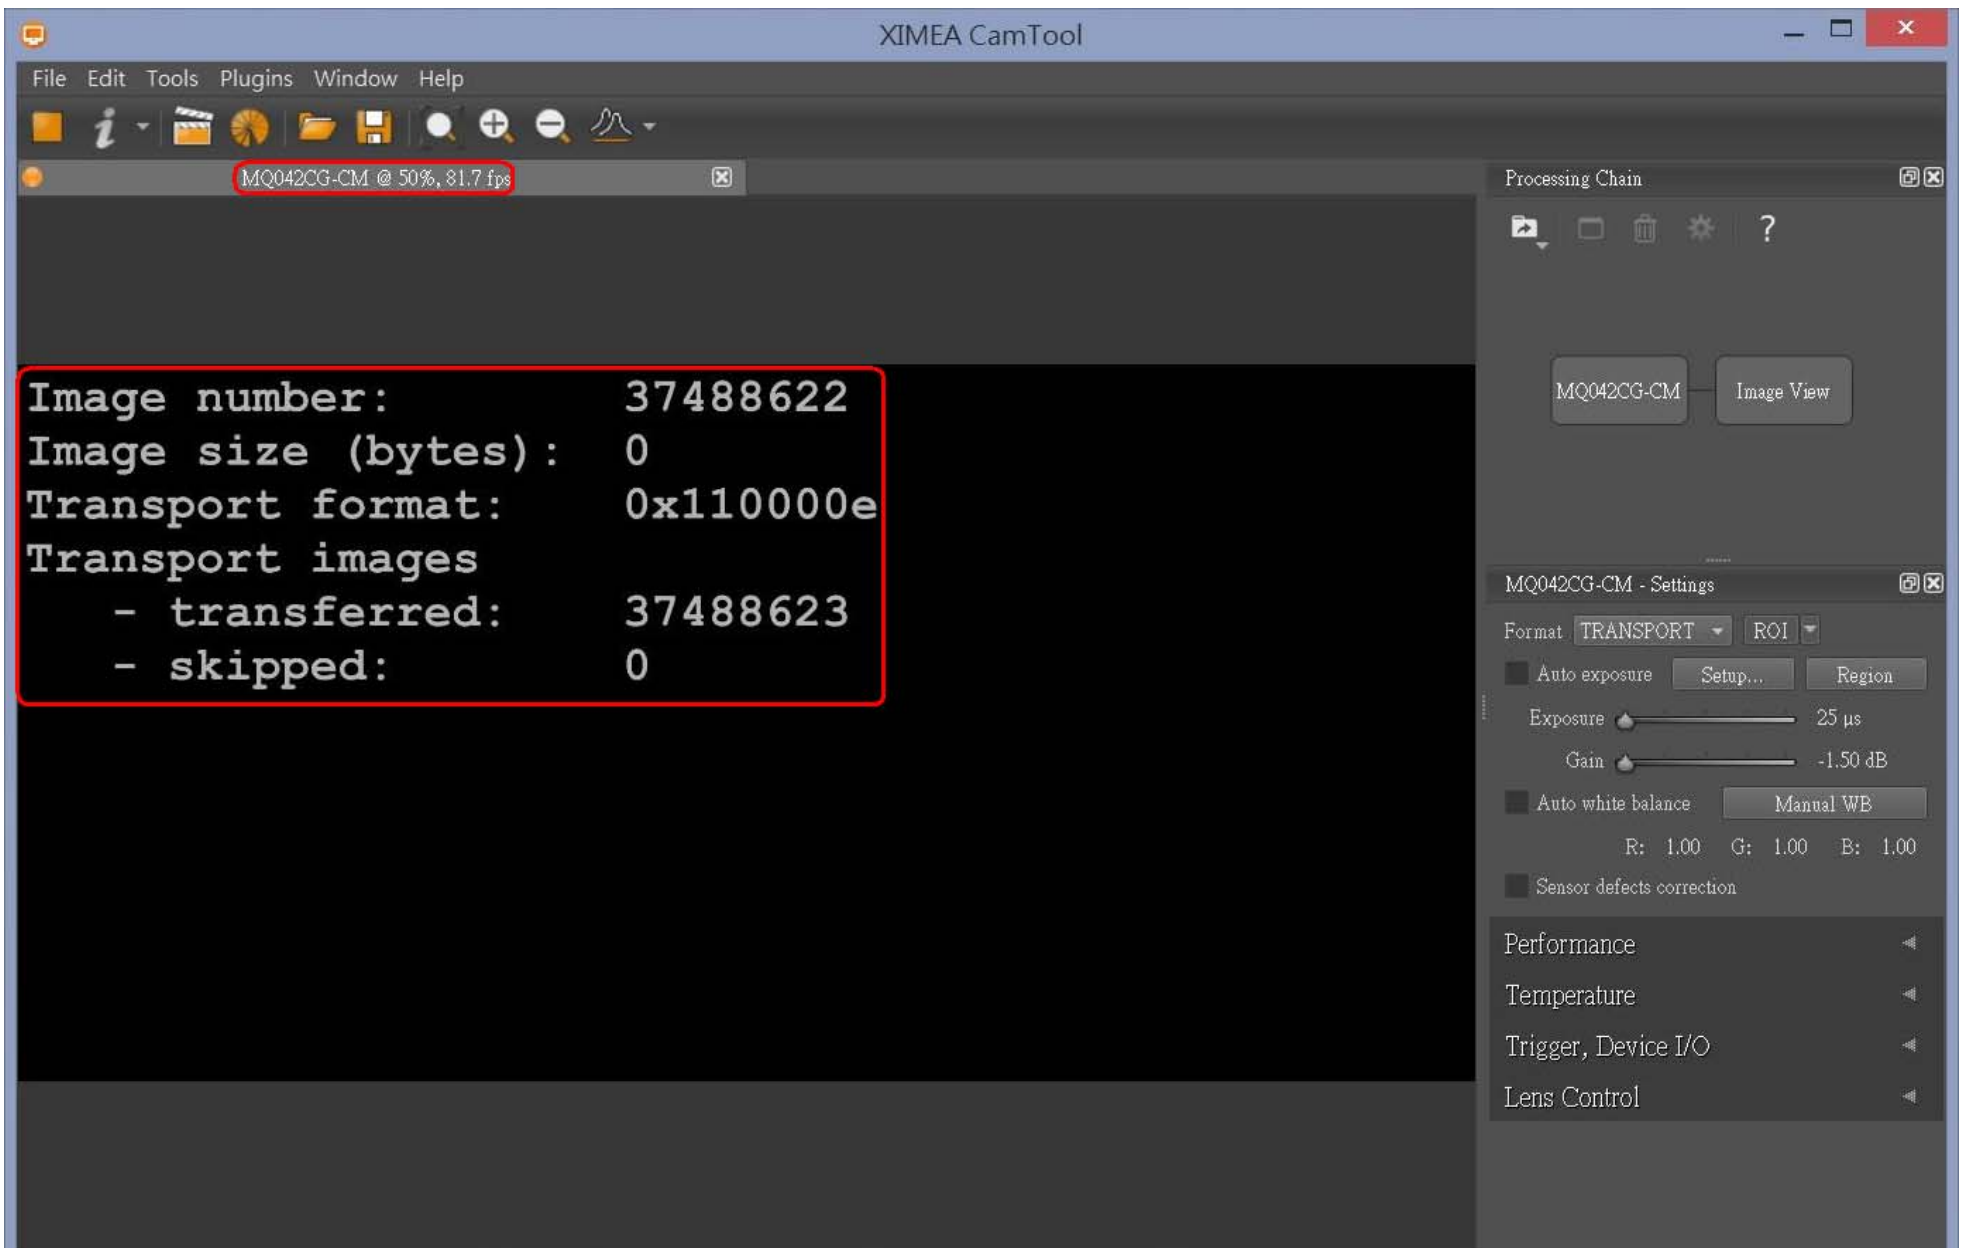 XIMEA CamTool
File Edit Tools Plugins Window Help
MQ042CG-CM @ 50%, 81.7 fps
Image number: 37488622
Image size (bytes): 0
Transport format: 0x110000e
Transport images
- transferred: 37488623
- skipped: 0
Processing Chain
?
MQ042CG-CM
Image View
MQ042CG-CM - Settings
Format TRANSPORT ROI
Auto exposure Setup... Region
Exposure 25 µs
Gain -1.50 dB
Auto white balance Manual WB
R: 1.00 G: 1.00 B: 1.00
Sensor defects correction
Performance
Temperature
Trigger, Device I/O
Lens Control